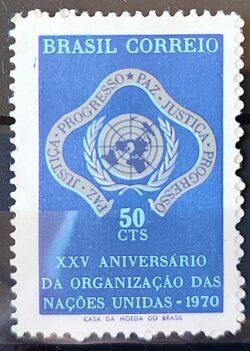 BRASIL CORREIO
PAZ · JUSTIÇA · PROGRESSO ★ PAZ · JUSTIÇA · PROGRESSO
50
CTS
XXV ANIVERSÁRIO
DA ORGANIZAÇÃO DAS
NAÇÕES UNIDAS - 1970
CASA DA MOEDA DO BRASIL